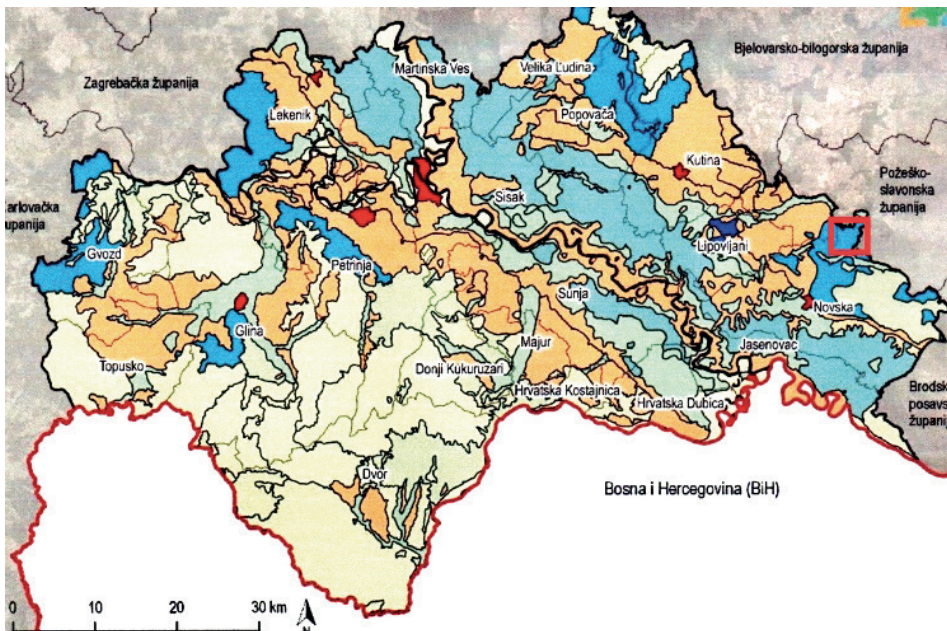 Bjelovarsko-bilogorska županija
Zagrebačka županija
Martinska Ves
Velika Ludina
Lekenik
Popovača
Kutina
Požeško-
slavonska
županija
Sisak
arlovačka
upanija
Gvozd
Lipovljani
Petrinja
Sunja
Novska
Glina
Majur
Jasenovac
Topusko
Donji Kukuruzari
Hrvatska Kostajnica
Hrvatska Dubica
Brodsk
posavs
županij
Dvor
Bosna i Hercegovina (BiH)
0 10 20 30 km
N